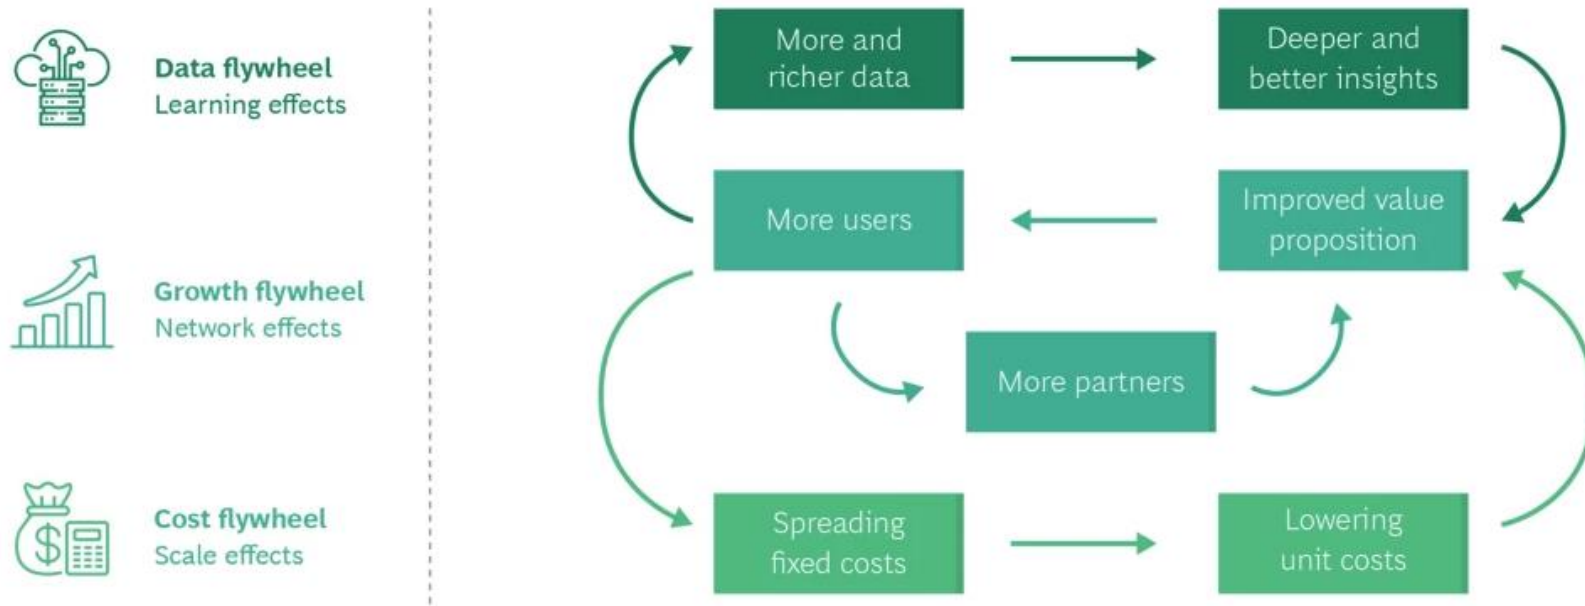 Data flywheel
Learning effects
Growth flywheel
Network effects
$
Cost flywheel
Scale effects
More and
richer data
Deeper and
better insights
More users
Improved value
proposition
More partners
Spreading
fixed costs
Lowering
unit costs